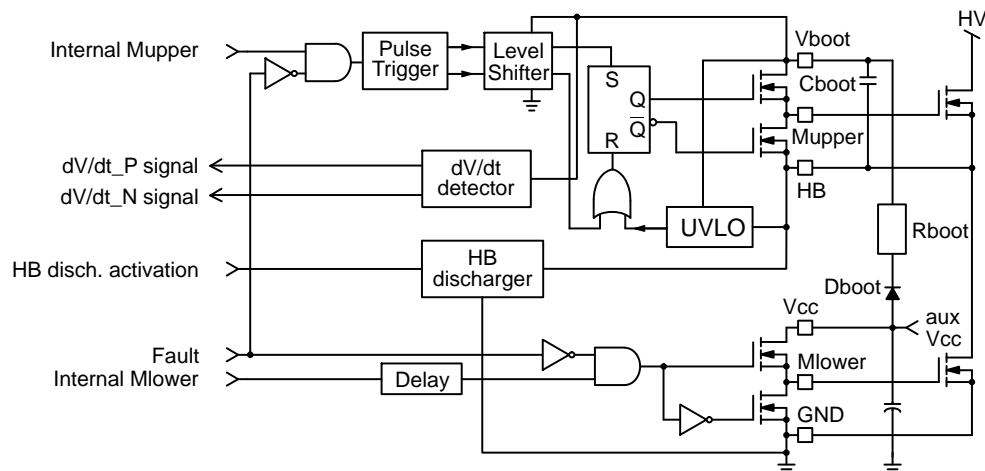 HV
Internal Mupper
Pulse
Trigger
Level
Shifter
Vboot
Cboot
S
Q
Q
R
Mupper
HB
dV/dt_P signal
dV/dt_N signal
dV/dt
detector
UVLO
Rboot
HB disch. activation
HB
discharger
Dboot
Vcc
aux
Vcc
Fault
Internal Mlower
Delay
Mlower
GND